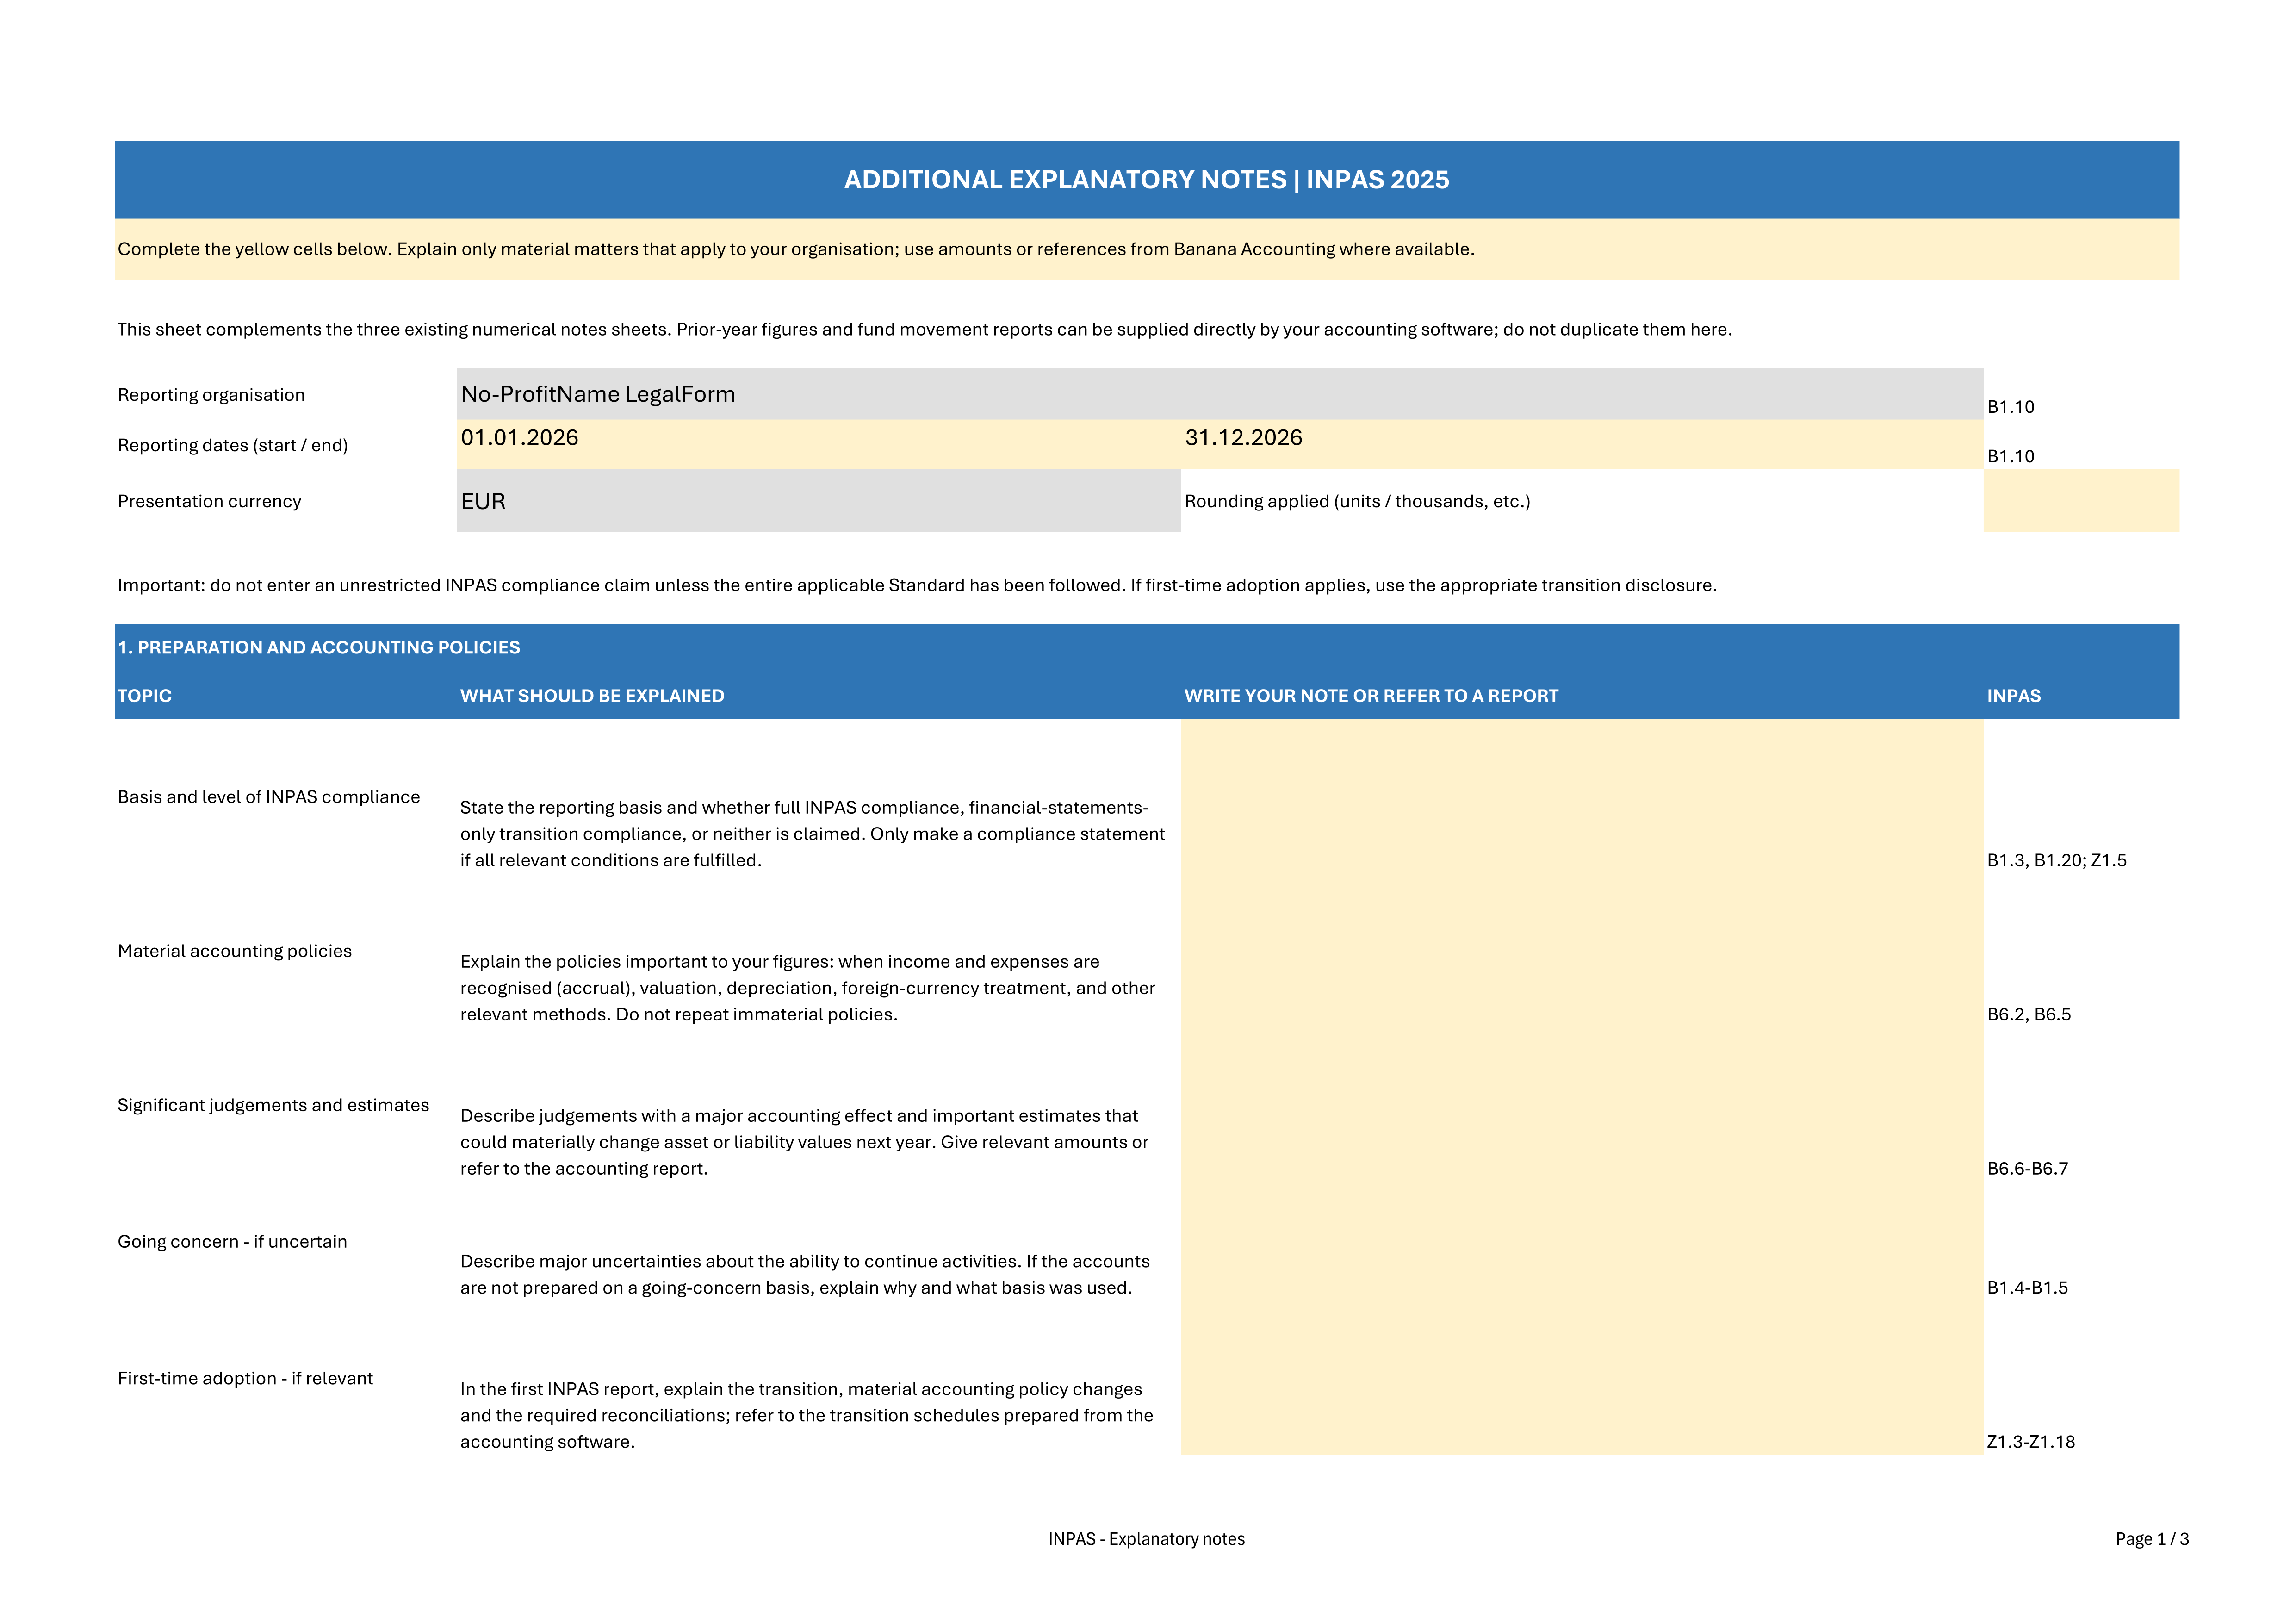 ADDITIONAL EXPLANATORY NOTES | INPAS 2025
Complete the yellow cells below. Explain only material matters that apply to your organisation; use amounts or references from Banana Accounting where available.
This sheet complements the three existing numerical notes sheets. Prior-year figures and fund movement reports can be supplied directly by your accounting software; do not duplicate them here.
Reporting organisation
No-ProfitName LegalForm
B1.10
Reporting dates (start / end)
01.01.2026
31.12.2026
B1.10
Presentation currency
EUR
Rounding applied (units / thousands, etc.)
Important: do not enter an unrestricted INPAS compliance claim unless the entire applicable Standard has been followed. If first-time adoption applies, use the appropriate transition disclosure.
1. PREPARATION AND ACCOUNTING POLICIES
TOPIC
WHAT SHOULD BE EXPLAINED
WRITE YOUR NOTE OR REFER TO A REPORT
INPAS
Basis and level of INPAS compliance
State the reporting basis and whether full INPAS compliance, financial-statements-
only transition compliance, or neither is claimed. Only make a compliance statement
if all relevant conditions are fulfilled.
B1.3, B1.20; Z1.5
Material accounting policies
Explain the policies important to your figures: when income and expenses are
recognised (accrual), valuation, depreciation, foreign-currency treatment, and other
relevant methods. Do not repeat immaterial policies.
B6.2, B6.5
Significant judgements and estimates
Describe judgements with a major accounting effect and important estimates that
could materially change asset or liability values next year. Give relevant amounts or
refer to the accounting report.
B6.6-B6.7
Going concern - if uncertain
Describe major uncertainties about the ability to continue activities. If the accounts
are not prepared on a going-concern basis, explain why and what basis was used.
B1.4-B1.5
First-time adoption - if relevant
In the first INPAS report, explain the transition, material accounting policy changes
and the required reconciliations; refer to the transition schedules prepared from the
accounting software.
Z1.3-Z1.18
INPAS - Explanatory notes
Page 1 / 3